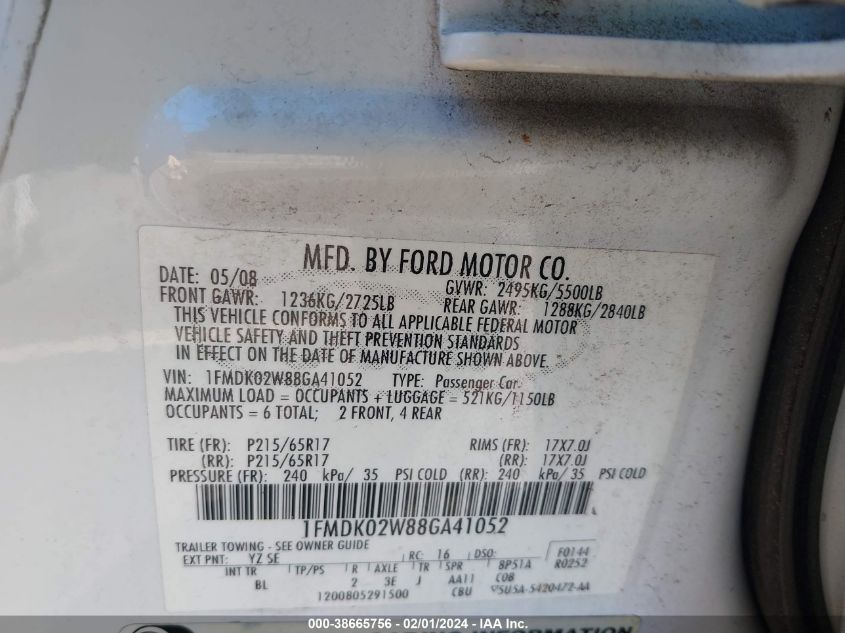 MFD. BY FORD MOTOR CO.
DATE: 05/08 GVWR: 2495KG/5500LB
FRONT GAWR: 1236KG/2725LB REAR GAWR: 1288KG/2840LB
THIS VEHICLE CONFORMS TO ALL APPLICABLE FEDERAL MOTOR
VEHICLE SAFETY AND THEFT PREVENTION STANDARDS
IN EFFECT ON THE DATE OF MANUFACTURE SHOWN ABOVE.
VIN: 1FMDK02W88GA41052 TYPE: Passenger Car
MAXIMUM LOAD = OCCUPANTS + LUGGAGE = 521KG/1150LB
OCCUPANTS = 6 TOTAL; 2 FRONT, 4 REAR
TIRE (FR): P215/65R17 RIMS (FR): 17X7.0J
(RR): P215/65R17 (RR): 17X7.0J
PRESSURE (FR): 240 kPa/ 35 PSI COLD (RR): 240 kPa/ 35 PSI COLD
1FMDK02W88GA41052
TRAILER TOWING - SEE OWNER GUIDE
EXT PNT: YZ SE RC: 16 DSO: F0144
R0252
INT TR TP/PS R AXLE TR SPR 8P51A
BL 2 3E J AA11 COB
1200805291500 CBU 5U5A-5420472-AA
INFORMATION
000-38665756 - 02/01/2024 - IAA Inc.